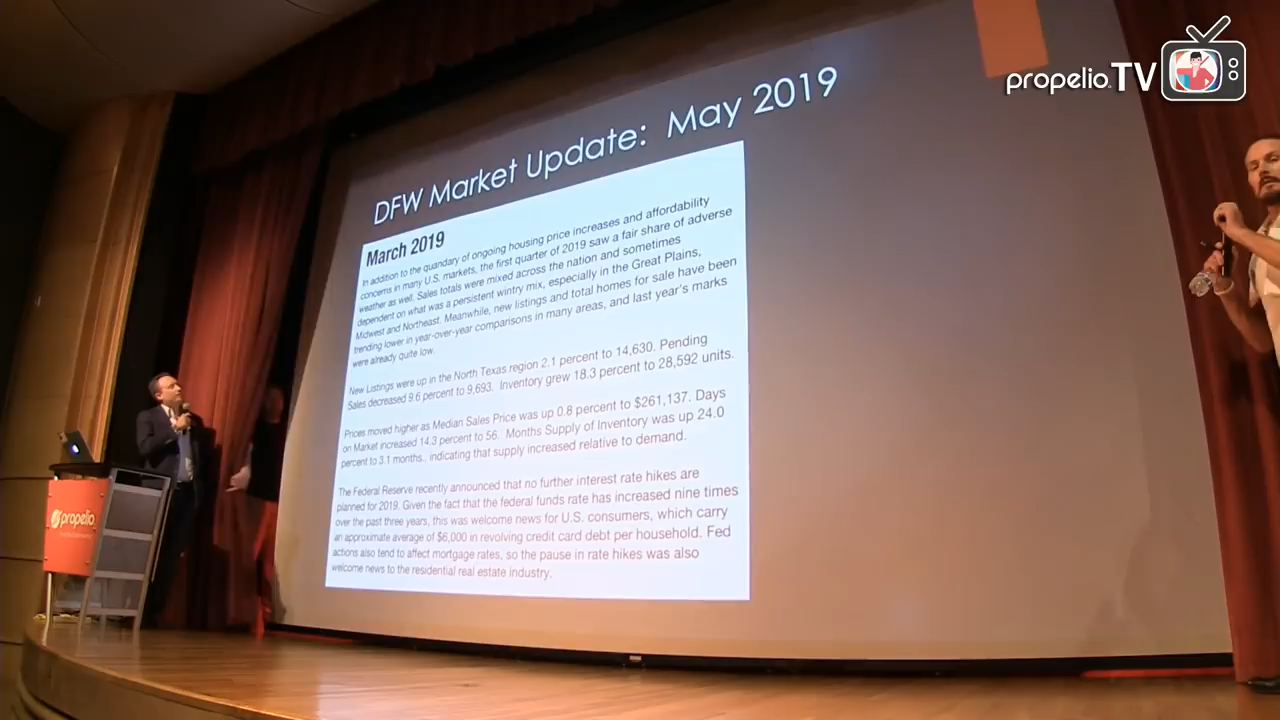 propelio.TV
DFW Market Update: May 2019
March 2019
In addition to the quandary of ongoing housing price increases and affordability
concerns in many U.S. markets, the first quarter of 2019 saw a fair share of adverse
weather as well. Sales totals were mixed across the nation and sometimes
dependent on what was a persistent wintry mix, especially in the Great Plains,
Midwest and Northeast. Meanwhile, new listings and total homes for sale have been
trending lower in year-over-year comparisons in many areas, and last year's marks
were already quite low.
New Listings were up in the North Texas region 2.1 percent to 14,630. Pending
Sales decreased 9.6 percent to 9,693. Inventory grew 18.3 percent to 28,592 units.
Prices moved higher as Median Sales Price was up 0.8 percent to $261,137. Days
on Market increased 14.3 percent to 56. Months Supply of Inventory was up 24.0
percent to 3.1 months., indicating that supply increased relative to demand.
The Federal Reserve recently announced that no further interest rate hikes are
planned for 2019. Given the fact that the federal funds rate has increased nine times
over the past three years, this was welcome news for U.S. consumers, which carry
an approximate average of $6,000 in revolving credit card debt per household. Fed
actions also tend to affect mortgage rates, so the pause in rate hikes was also
welcome news to the residential real estate industry.
propelio